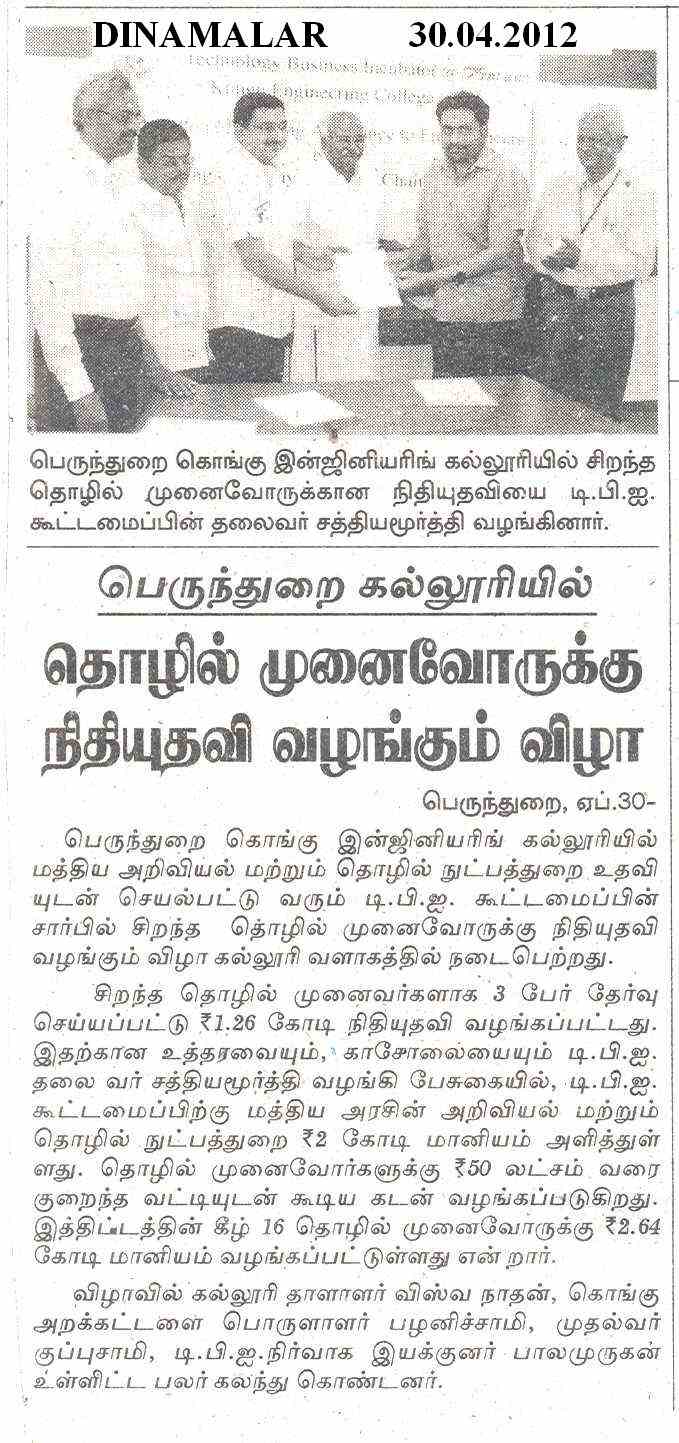 DINAMALAR 30.04.2012
Technology Business Incubator
Kongu Engineering College
பெருந்துறை கொங்கு இன்ஜினியரிங் கல்லூரியில் சிறந்த
தொழில் முனைவோருக்கான நிதியுதவியை டி.பி.ஐ.
கூட்டமைப்பின் தலைவர் சத்தியமூர்த்தி வழங்கினார்.
பெருந்துறை கல்லூரியில்
தொழில் முனைவோருக்கு
நிதியுதவி வழங்கும் விழா
பெருந்துறை, ஏப்.30-
பெருந்துறை கொங்கு இன்ஜினியரிங் கல்லூரியில்
மத்திய அறிவியல் மற்றும் தொழில் நுட்பத்துறை உதவி
யுடன் செயல்பட்டு வரும் டி.பி.ஐ. கூட்டமைப்பின்
சார்பில் சிறந்த தொழில் முனைவோருக்கு நிதியுதவி
வழங்கும் விழா கல்லூரி வளாகத்தில் நடைபெற்றது.
சிறந்த தொழில் முனைவர்களாக 3 பேர் தேர்வு
செய்யப்பட்டு ₹1.26 கோடி நிதியுதவி வழங்கப்பட்டது.
இதற்கான உத்தரவையும், காசோலையையும் டி.பி.ஐ.
தலை வர் சத்தியமூர்த்தி வழங்கி பேசுகையில், டி.பி.ஐ.
கூட்டமைப்பிற்கு மத்திய அரசின் அறிவியல் மற்றும்
தொழில் நுட்பத்துறை ₹2 கோடி மானியம் அளித்துள்
ளது. தொழில் முனைவோர்களுக்கு ₹50 லட்சம் வரை
குறைந்த வட்டியுடன் கூடிய கடன் வழங்கப்படுகிறது.
இத்திட்டத்தின் கீழ் 16 தொழில் முனைவோருக்கு ₹2.64
கோடி மானியம் வழங்கப்பட்டுள்ளது என் றார்.
விழாவில் கல்லூரி தாளாளர் விஸ்வ நாதன், கொங்கு
அறக்கட்டளை பொருளாளர் பழனிச்சாமி, முதல்வர்
குப்புசாமி, டி.பி.ஐ.நிர்வாக இயக்குனர் பாலமுருகன்
உள்ளிட்ட பலர் கலந்து கொண்டனர்.